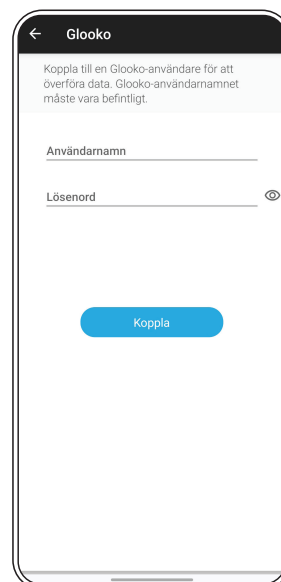 Glooko
Koppla till en Glooko-användare för att
överföra data. Glooko-användarnamnet
måste vara befintligt.
Användarnamn
Lösenord
Koppla